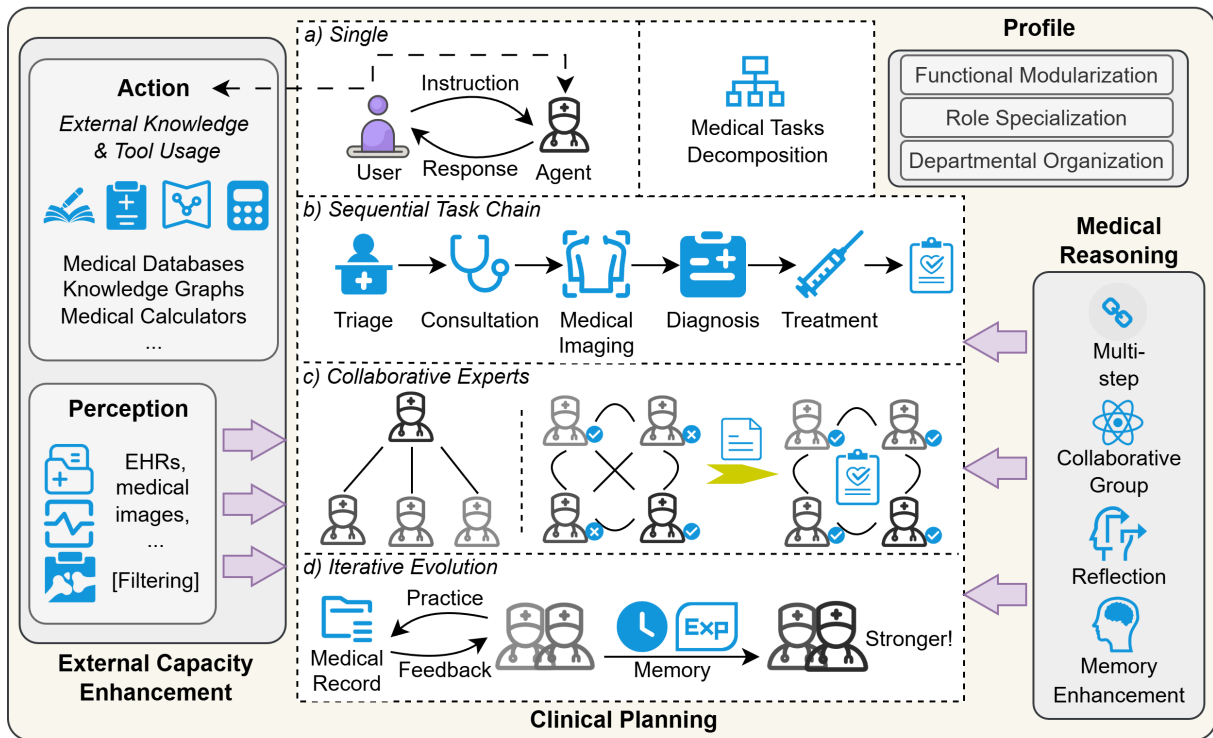 Action
External Knowledge
& Tool Usage
Medical Databases
Knowledge Graphs
Medical Calculators
...
Perception
EHRs,
medical
images,
...
[Filtering]
External Capacity
Enhancement
a) Single
Instruction
User
Response
Agent
Medical Tasks
Decomposition
b) Sequential Task Chain
Triage
Consultation
Medical
Imaging
Diagnosis
Treatment
c) Collaborative Experts
d) Iterative Evolution
Practice
Medical
Record
Feedback
Exp
Memory
Stronger!
Clinical Planning
Profile
Functional Modularization
Role Specialization
Departmental Organization
Medical
Reasoning
Multi-
step
Collaborative
Group
Reflection
Memory
Enhancement